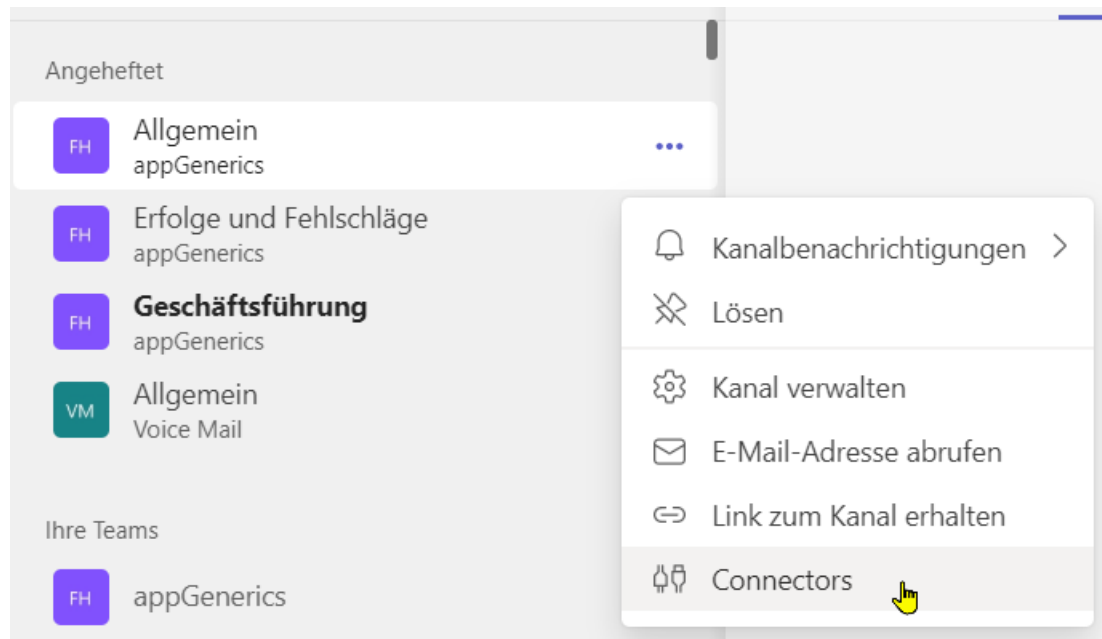 Angeheftet
FH
Allgemein
appGenerics
FH
Erfolge und Fehlschläge
appGenerics
FH
Geschäftsführung
appGenerics
VM
Allgemein
Voice Mail
Ihre Teams
FH
appGenerics
Kanalbenachrichtigungen
Lösen
Kanal verwalten
E-Mail-Adresse abrufen
Link zum Kanal erhalten
Connectors